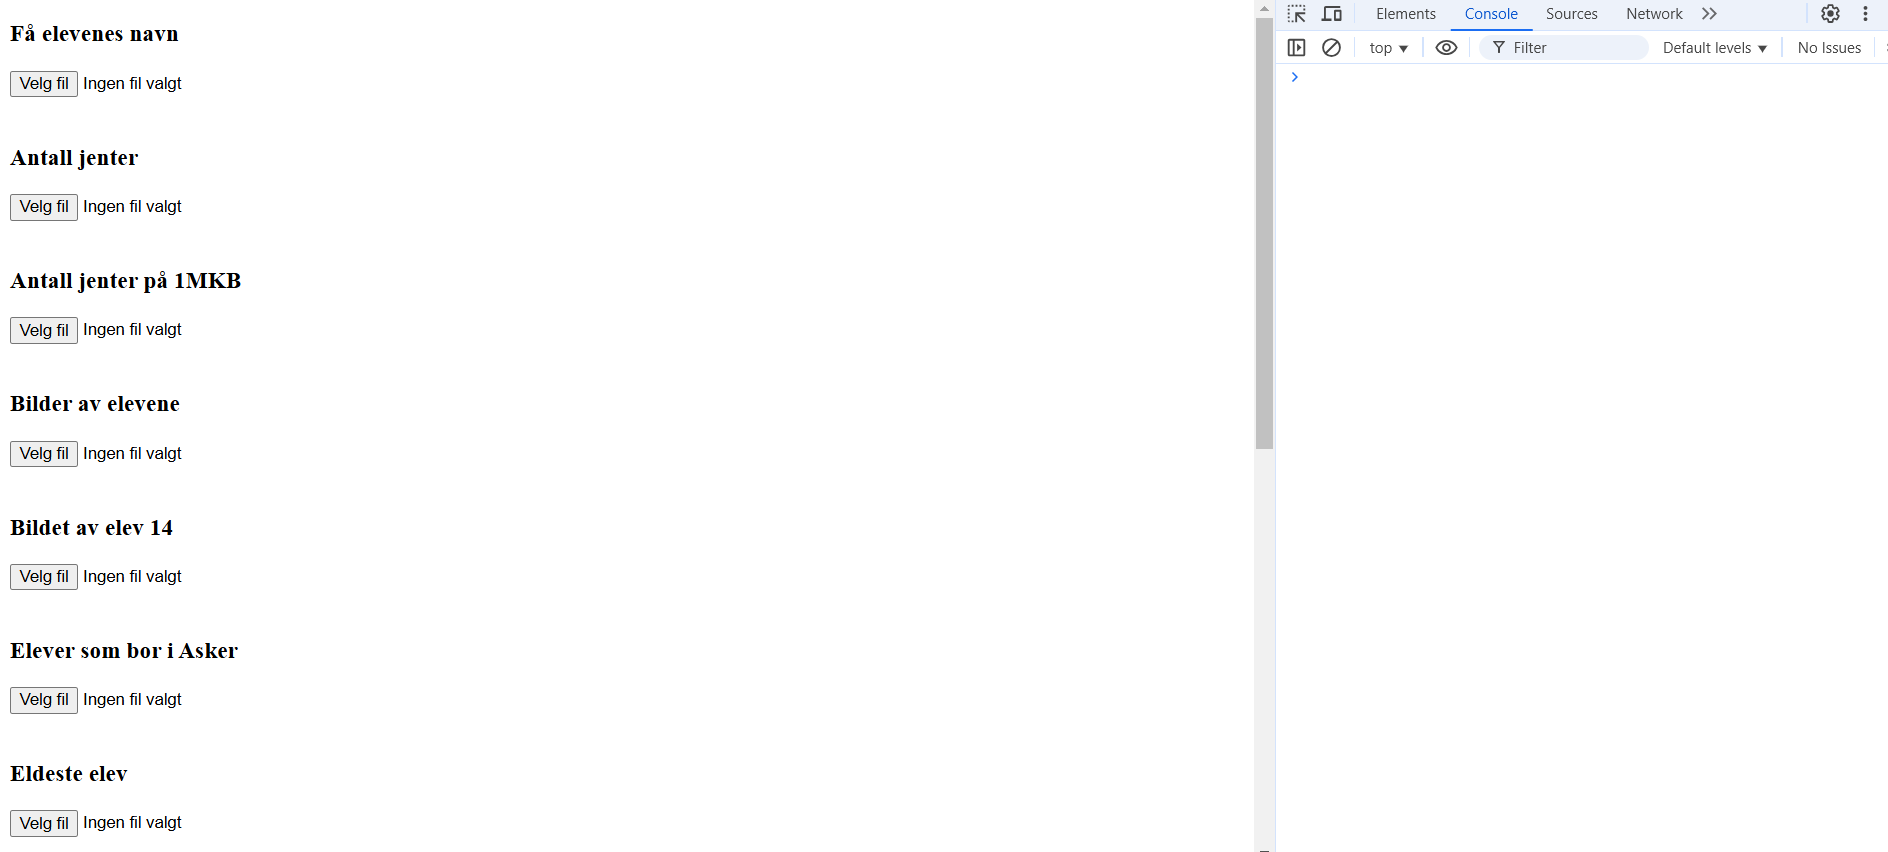 Få elevenes navn
Velg fil Ingen fil valgt
Antall jenter
Velg fil Ingen fil valgt
Antall jenter på 1MKB
Velg fil Ingen fil valgt
Bilder av elevene
Velg fil Ingen fil valgt
Bildet av elev 14
Velg fil Ingen fil valgt
Elever som bor i Asker
Velg fil Ingen fil valgt
Eldeste elev
Velg fil Ingen fil valgt
Elements Console Sources Network
top Filter Default levels No Issues